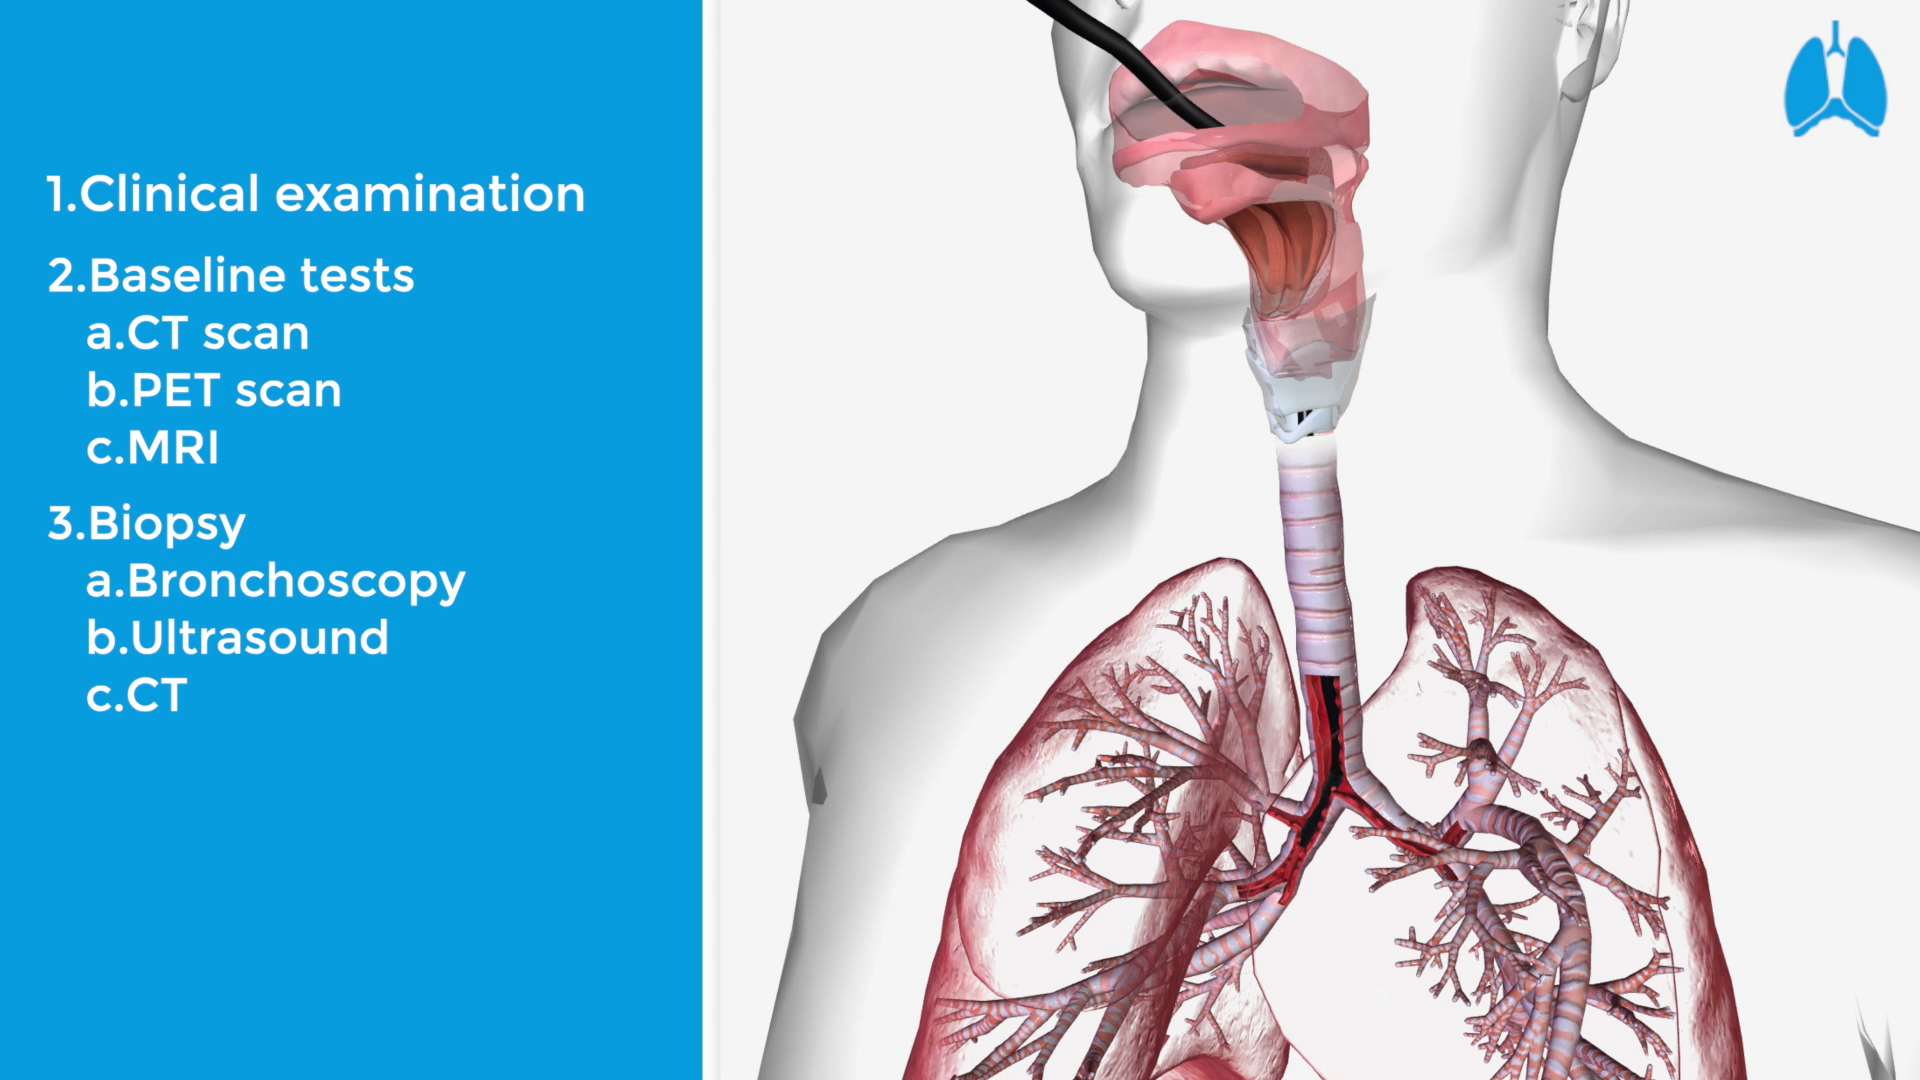 1.Clinical examination
2.Baseline tests
a.CT scan
b.PET scan
c.MRI
3.Biopsy
a.Bronchoscopy
b.Ultrasound
c.CT